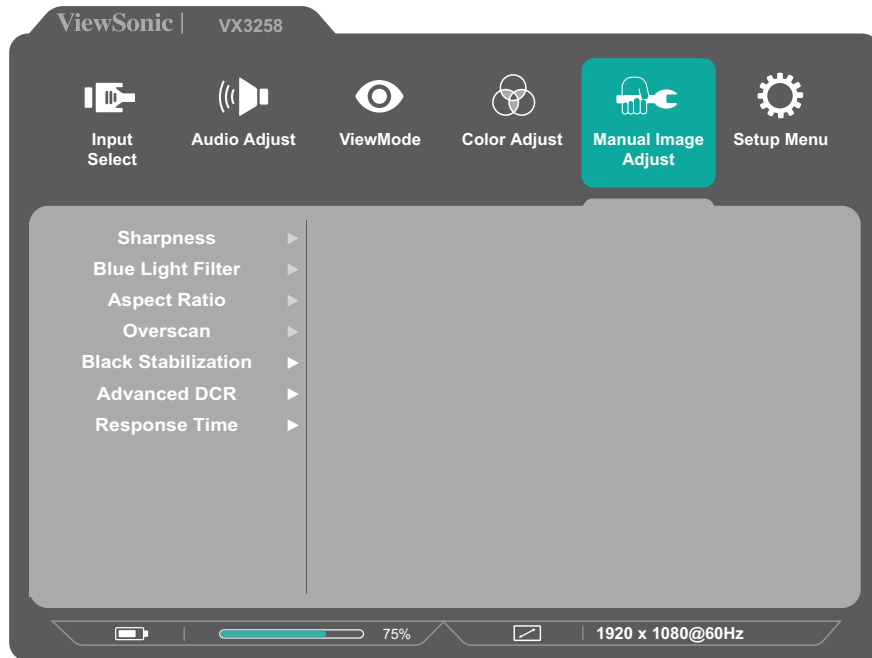 ViewSonic | VX3258
Input Select
Audio Adjust
ViewMode
Color Adjust
Manual Image Adjust
Setup Menu
Sharpness
Blue Light Filter
Aspect Ratio
Overscan
Black Stabilization
Advanced DCR
Response Time
75%
1920 x 1080@60Hz